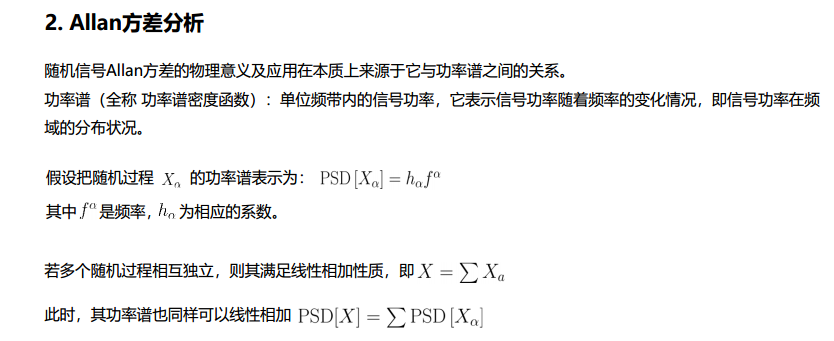 2. Allan方差分析
随机信号Allan方差的物理意义及应用在本质上来源于它与功率谱之间的关系。
功率谱（全称 功率谱密度函数）：单位频带内的信号功率，它表示信号功率随着频率的变化情况，即信号功率在频
域的分布状况。
假设把随机过程 $X_\alpha$ 的功率谱表示为： $\mathrm{PSD}[X_\alpha] = h_\alpha f^\alpha$
其中 $f^\alpha$ 是频率，$h_\alpha$ 为相应的系数。
若多个随机过程相互独立，则其满足线性相加性质，即 $X = \sum X_a$
此时，其功率谱也同样可以线性相加 $\mathrm{PSD}[X] = \sum \mathrm{PSD}[X_\alpha]$